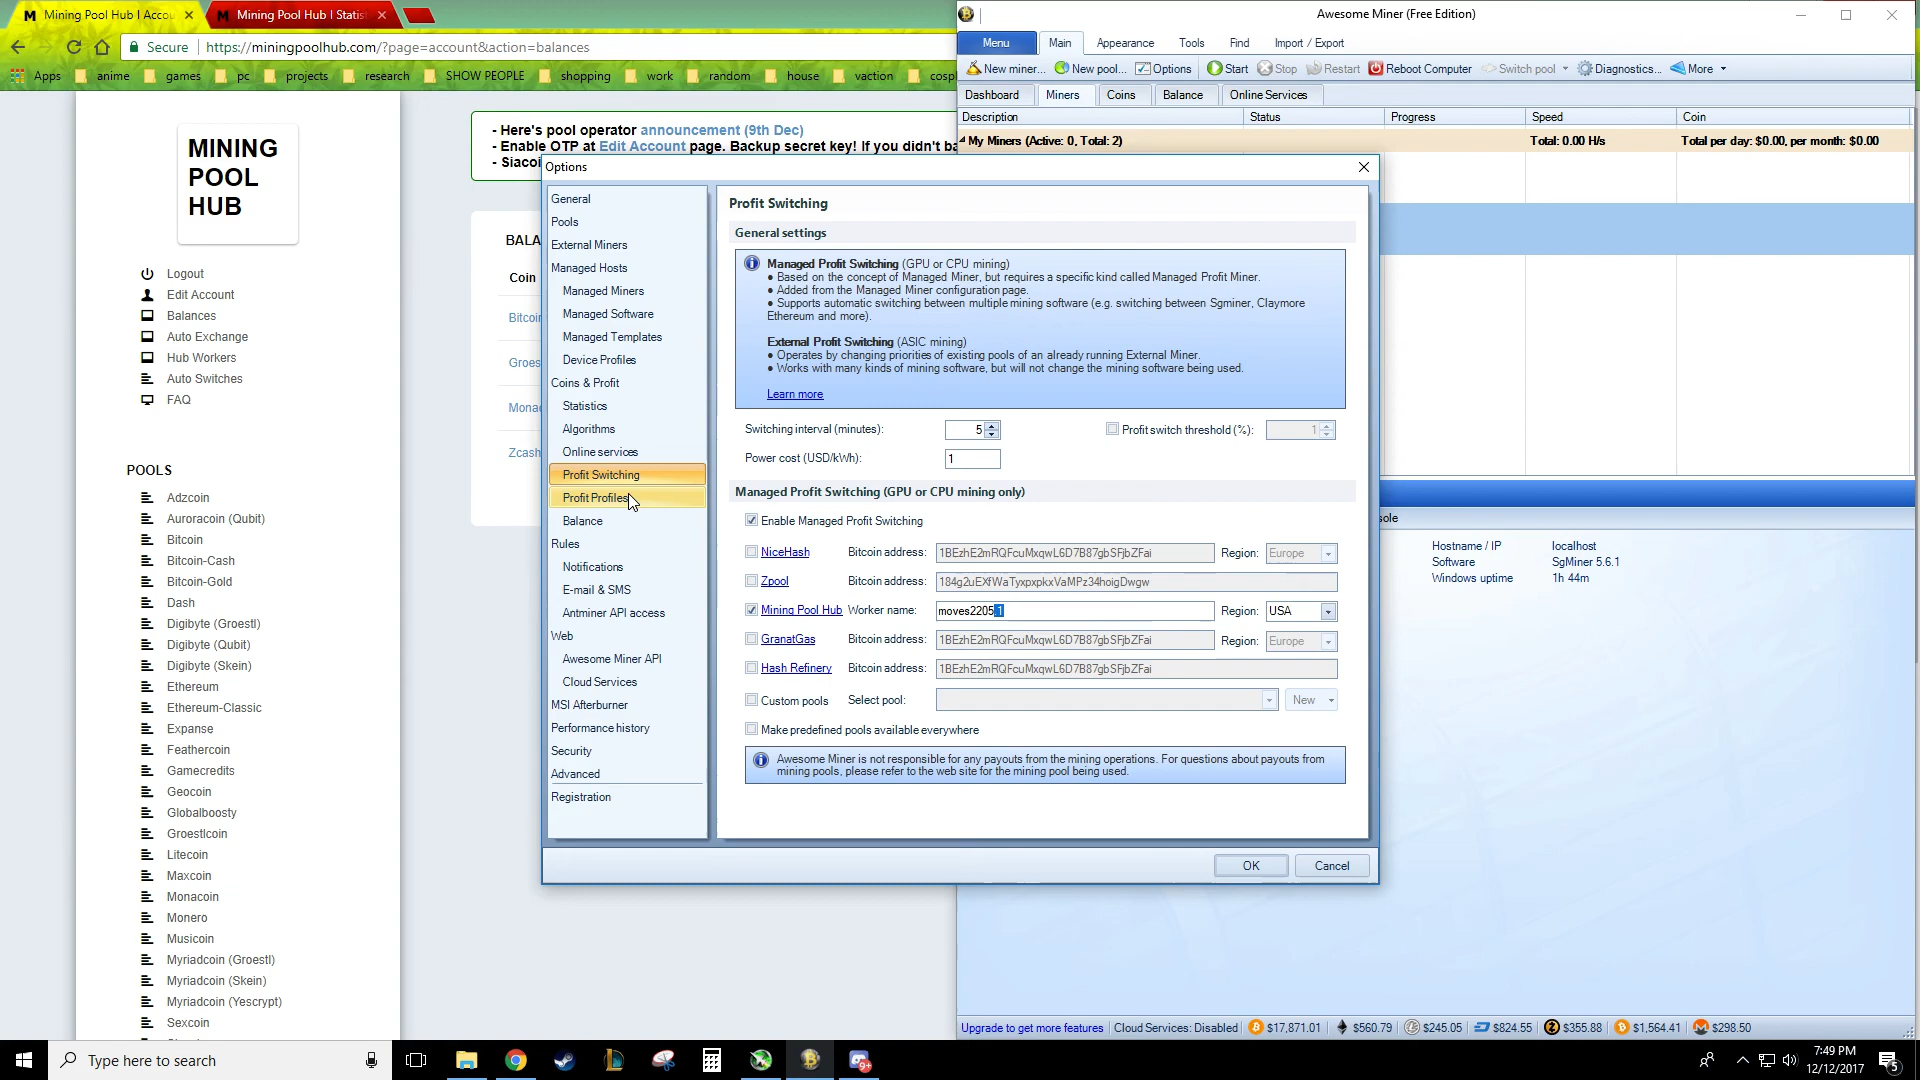 Mining Pool Hub | Accou
Mining Pool Hub | Statis
Secure
https://miningpoolhub.com/?page=account&action=balances
Apps
anime
games
pc
projects
research
SHOW PEOPLE
shopping
work
random
house
vaction
MINING
POOL
HUB
Logout
Edit Account
Balances
Auto Exchange
Hub Workers
Auto Switches
FAQ
POOLS
Adzcoin
Auroracoin (Qubit)
Bitcoin
Bitcoin-Cash
Bitcoin-Gold
Dash
Digibyte (Groestl)
Digibyte (Qubit)
Digibyte (Skein)
Ethereum
Ethereum-Classic
Expanse
Feathercoin
Gamecredits
Geocoin
Globalboosty
Groestlcoin
Litecoin
Maxcoin
Monacoin
Monero
Musicoin
Myriadcoin (Groestl)
Myriadcoin (Skein)
Myriadcoin (Yescrypt)
Sexcoin
- Here's pool operator announcement (9th Dec)
- Enable OTP at Edit Account page. Backup secret key! If you didn't ba
- Siacoi
BALA
Coin
Bitcoin
Groes
Mona
Zcash
Awesome Miner (Free Edition)
Menu
Main
Appearance
Tools
Find
Import / Export
New miner...
New pool...
Options
Start
Stop
Restart
Reboot Computer
Switch pool
Diagnostics...
More
Dashboard
Miners
Coins
Balance
Online Services
Description
Status
Progress
Speed
Coin
My Miners (Active: 0, Total: 2)
Total: 0.00 H/s
Total per day: $0.00, per month: $0.00
Options
General
Pools
External Miners
Managed Hosts
Managed Miners
Managed Software
Managed Templates
Device Profiles
Coins & Profit
Statistics
Algorithms
Online services
Profit Switching
Profit Profiles
Balance
Rules
Notifications
E-mail & SMS
Antminer API access
Web
Awesome Miner API
Cloud Services
MSI Afterburner
Performance history
Security
Advanced
Registration
Profit Switching
General settings
Managed Profit Switching (GPU or CPU mining)
● Based on the concept of Managed Miner, but requires a specific kind called Managed Profit Miner.
● Added from the Managed Miner configuration page.
● Supports automatic switching between multiple mining software (e.g. switching between Sgminer, Claymore
Ethereum and more).
External Profit Switching (ASIC mining)
● Operates by changing priorities of existing pools of an already running External Miner.
● Works with many kinds of mining software, but will not change the mining software being used.
Learn more
Switching interval (minutes): 5
Profit switch threshold (%): 1
Power cost (USD/kWh): 1
Managed Profit Switching (GPU or CPU mining only)
Enable Managed Profit Switching
NiceHash Bitcoin address: 1BEzhE2mRQFcuMxqwL6D7B87gbSFjbZFai Region: Europe
Zpool Bitcoin address: 184g2uEXfWaTyxpxpkxVaMPz34hoigDwgw
Mining Pool Hub Worker name: moves2205.1 Region: USA
GranatGas Bitcoin address: 1BEzhE2mRQFcuMxqwL6D7B87gbSFjbZFai Region: Europe
Hash Refinery Bitcoin address: 1BEzhE2mRQFcuMxqwL6D7B87gbSFjbZFai
Custom pools Select pool: New
Make predefined pools available everywhere
Awesome Miner is not responsible for any payouts from the mining operations. For questions about payouts from
mining pools, please refer to the web site for the mining pool being used.
OK
Cancel
sole
Hostname / IP localhost
Software SgMiner 5.6.1
Windows uptime 1h 44m
Upgrade to get more features
Cloud Services: Disabled
$17,871.01
$560.79
$245.05
$824.55
$355.88
$1,564.41
$298.50
Type here to search
7:49 PM
12/12/2017
5